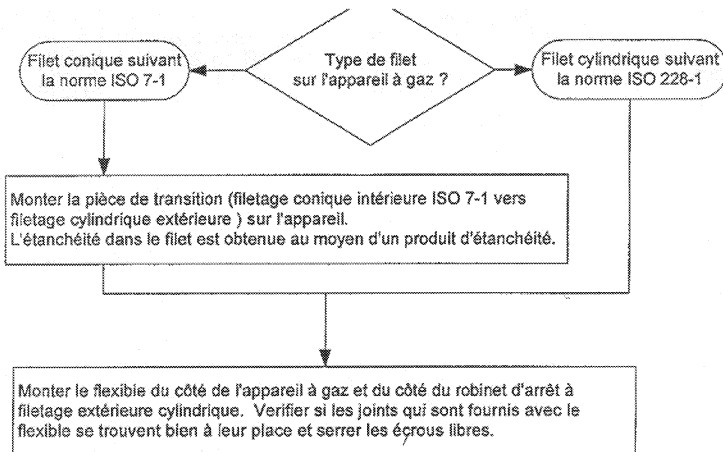 Filet conique suivant
la norme ISO 7-1
Type de filet
sur l'appareil à gaz ?
Filet cylindrique suivant
la norme ISO 228-1
Monter la pièce de transition (filetage conique intérieure ISO 7-1 vers
filetage cylindrique extérieure ) sur l'appareil.
L'étanchéité dans le filet est obtenue au moyen d'un produit d'étanchéité.
Monter le flexible du côté de l'appareil à gaz et du côté du robinet d'arrêt à
filetage extérieure cylindrique. Verifier si les joints qui sont fournis avec le
flexible se trouvent bien à leur place et serrer les écrous libres.